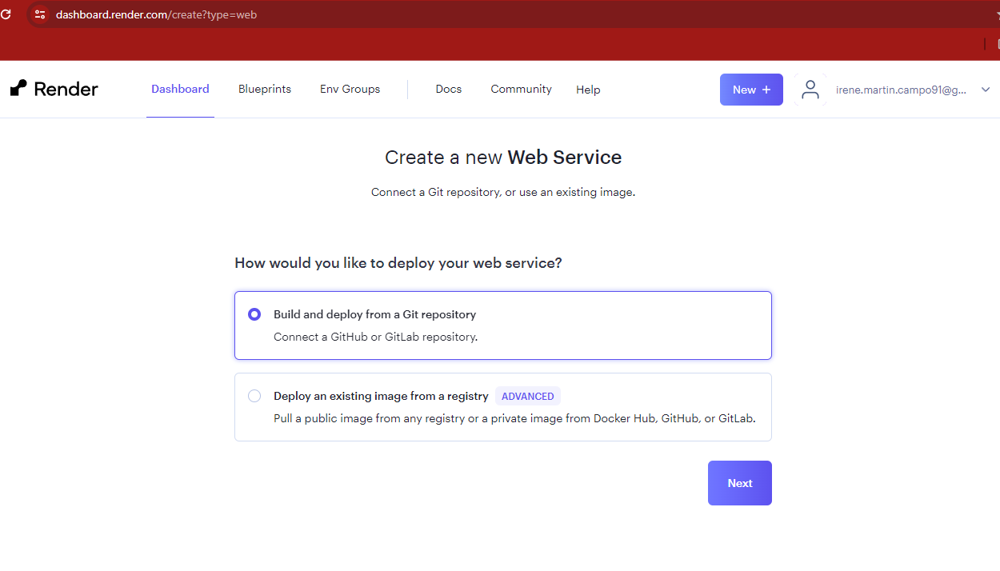 dashboard.render.com/create?type=web
Render
Dashboard
Blueprints
Env Groups
Docs
Community
Help
New +
irene.martin.campo91@g...
Create a new Web Service
Connect a Git repository, or use an existing image.
How would you like to deploy your web service?
Build and deploy from a Git repository
Connect a GitHub or GitLab repository.
Deploy an existing image from a registry ADVANCED
Pull a public image from any registry or a private image from Docker Hub, GitHub, or GitLab.
Next